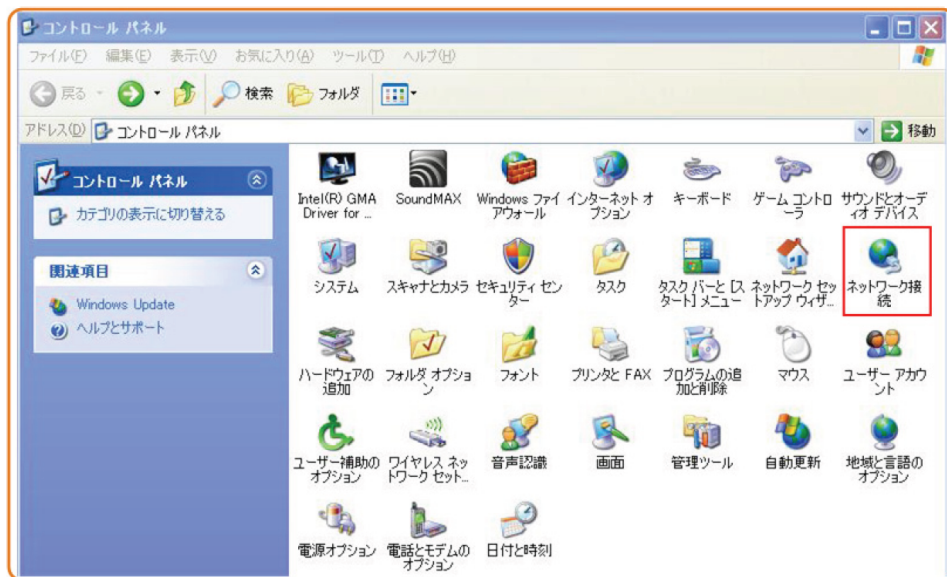 コントロール パネル
ファイル(F) 編集(E) 表示(V) お気に入り(A) ツール(T) ヘルプ(H)
戻る 検索 フォルダ
アドレス(D) コントロール パネル 移動
コントロール パネル
カテゴリの表示に切り替える
関連項目
Windows Update
ヘルプとサポート
Intel(R) GMA
Driver for ...
SoundMAX
Windows ファイ
アウォール
インターネット オ
プション
キーボード
ゲーム コントロ
ーラ
サウンドとオーデ
ィオ デバイス
システム
スキャナとカメラ
セキュリティ セン
ター
タスク
タスク バーと [ス
タート] メニュー
ネットワーク セッ
トアップ ウィザ...
ネットワーク接
続
ハードウェアの
追加
フォルダ オプショ
ン
フォント
プリンタと FAX
プログラムの追
加と削除
マウス
ユーザー アカウ
ント
ユーザー補助の
オプション
ワイヤレス ネッ
トワーク セット...
音声認識
画面
管理ツール
自動更新
地域と言語の
オプション
電源オプション
電話とモデムの
オプション
日付と時刻